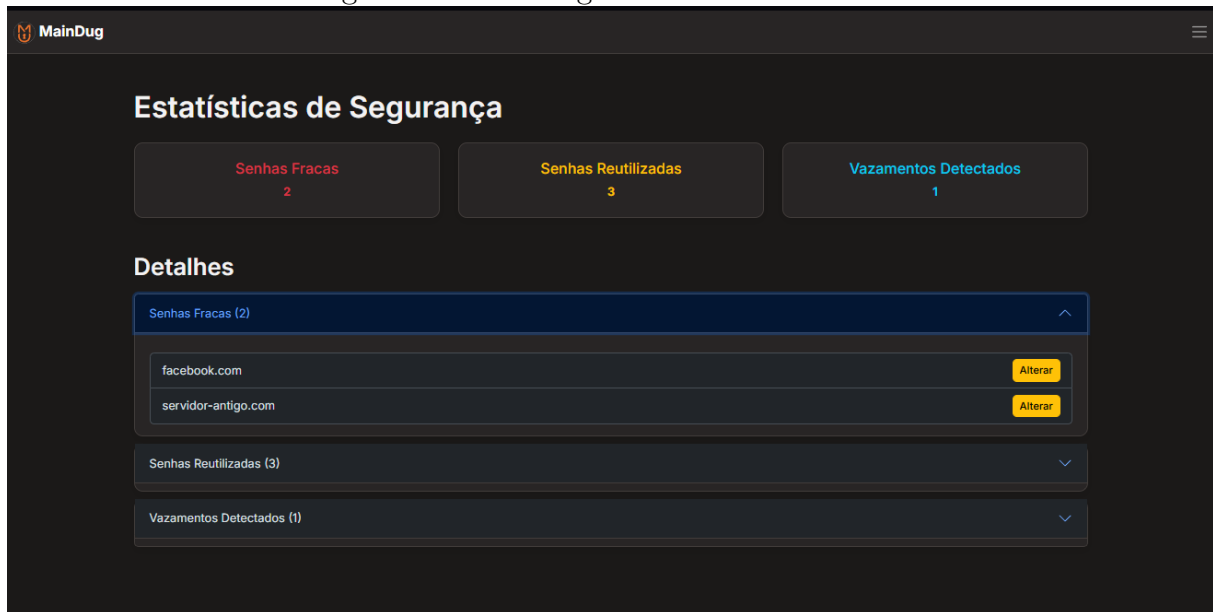 MainDug
Estatísticas de Segurança
Senhas Fracas
2
Senhas Reutilizadas
3
Vazamentos Detectados
1
Detalhes
Senhas Fracas (2)
facebook.com
Alterar
servidor-antigo.com
Alterar
Senhas Reutilizadas (3)
Vazamentos Detectados (1)